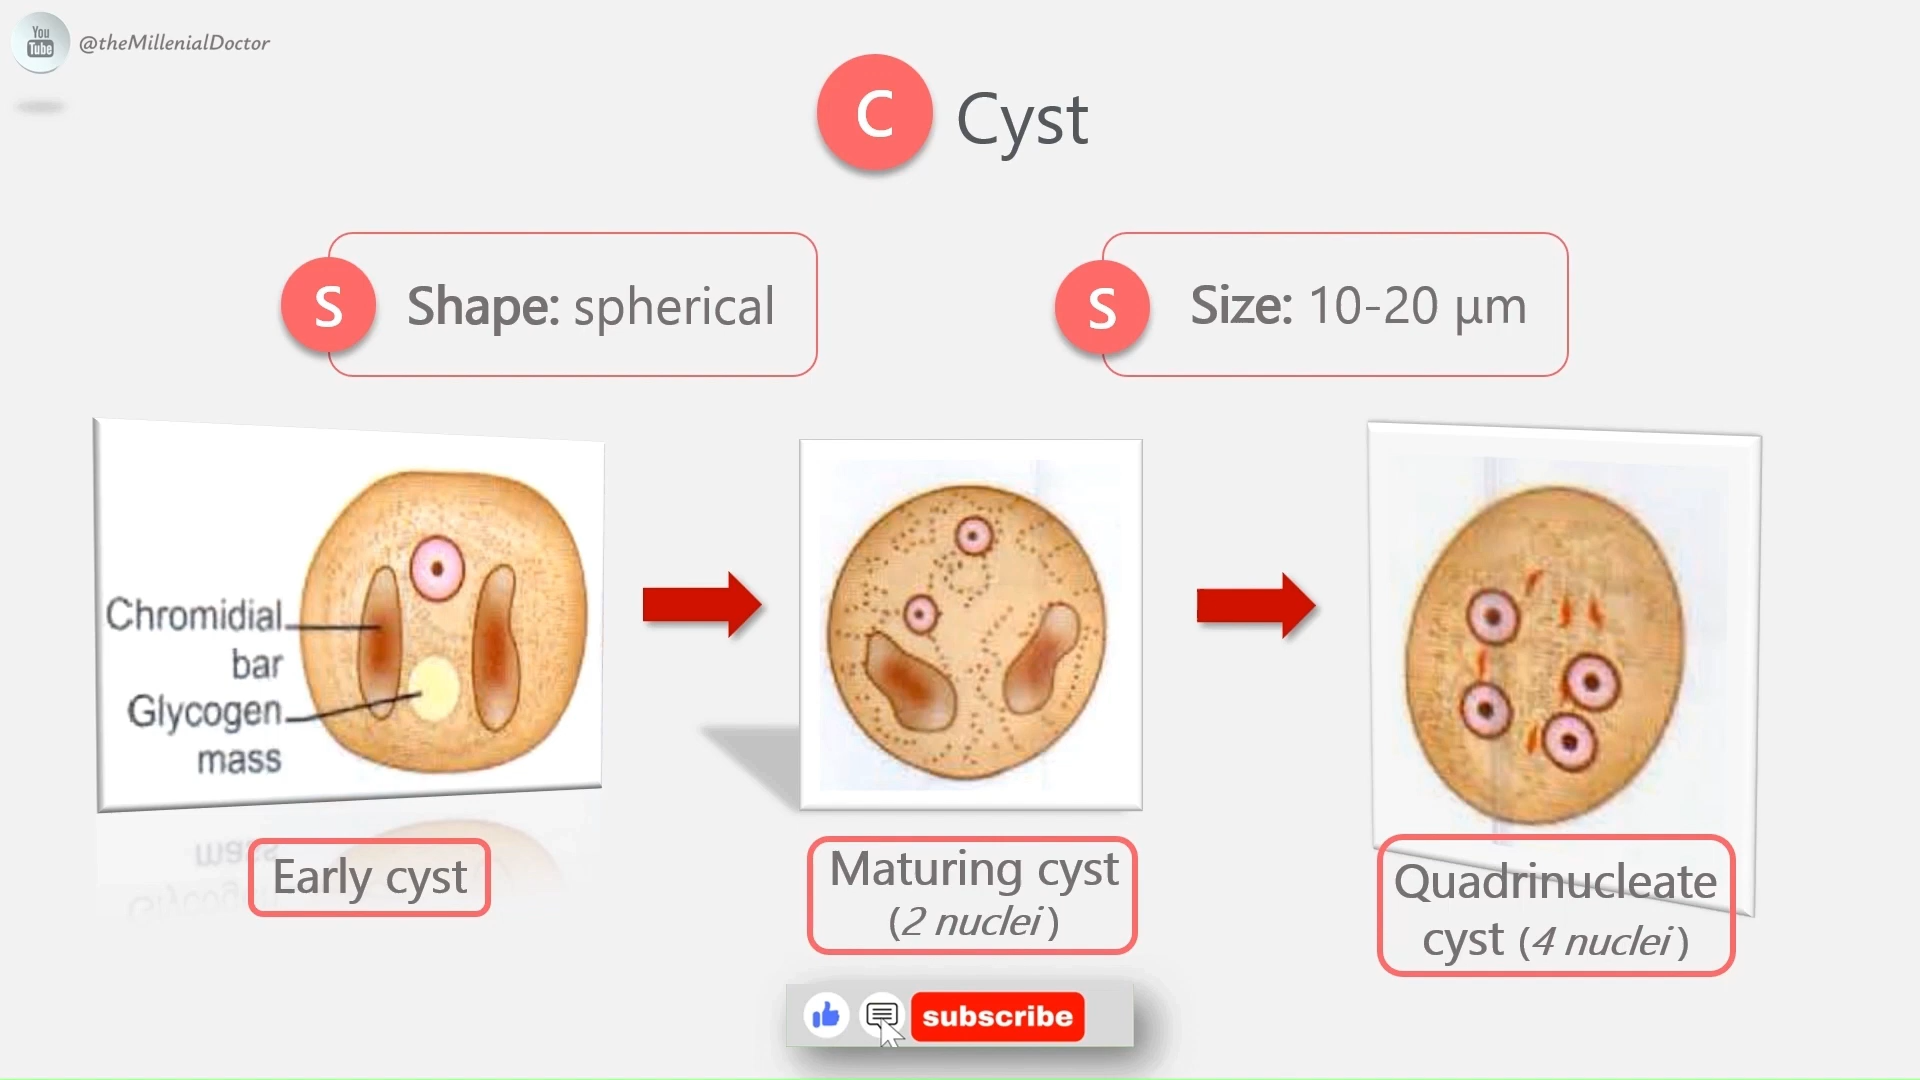 You
Tube
@theMillenialDoctor
C Cyst
S Shape: spherical
S Size: 10-20 µm
Chromidial
bar
Glycogen
mass
Early cyst
Maturing cyst
(2 nuclei)
Quadrinucleate
cyst (4 nuclei)
subscribe